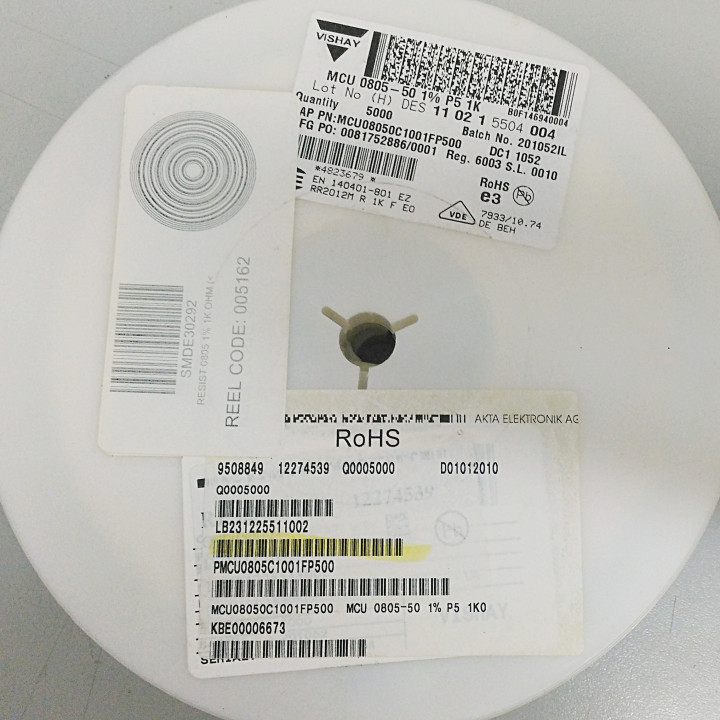 VISHAY
B0F146940004
MCU 0805-50 1% P5 1K
Lot No (H) DES 11 02 1 5504 004
Quantity 5000 Batch No. 201052IL
AP PN:MCU08050C1001FP500 DC1 1052
FG PO: 0081752886/0001 Reg. 6003 S.L. 0010
*4823679 *
EN 140401-801 EZ
RR2012M R 1K F E0
RoHS
e3
Pb
VDE
7933/10.74
DE BEH
SMDE30292
RESIST 0805 1% 1K OHM (<
REEL CODE: 005162
AKTA ELEKTRONIK AG
RoHS
9508849 12274539 Q0005000 D01012010
Q0005000
12274539
LB231225511002
PMCU0805C1001FP500
MCU08050C1001FP500 MCU 0805-50 1% P5 1K0
KBE00006673